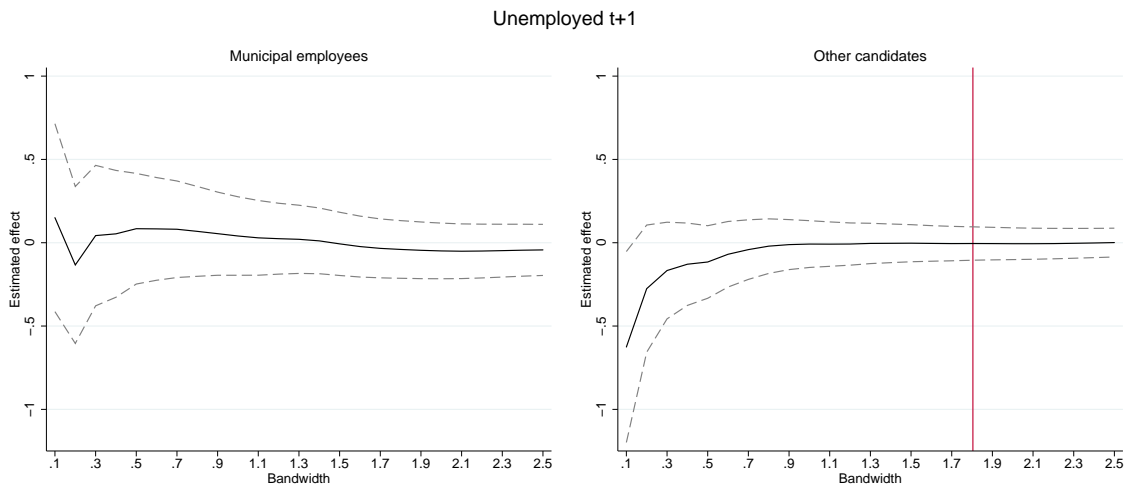 Unemployed t+1
Municipal employees
Estimated effect
1
.5
0
−.5
−1
.1 .3 .5 .7 .9 1.1 1.3 1.5 1.7 1.9 2.1 2.3 2.5
Bandwidth
Other candidates
Estimated effect
1
.5
0
−.5
−1
.1 .3 .5 .7 .9 1.1 1.3 1.5 1.7 1.9 2.1 2.3 2.5
Bandwidth